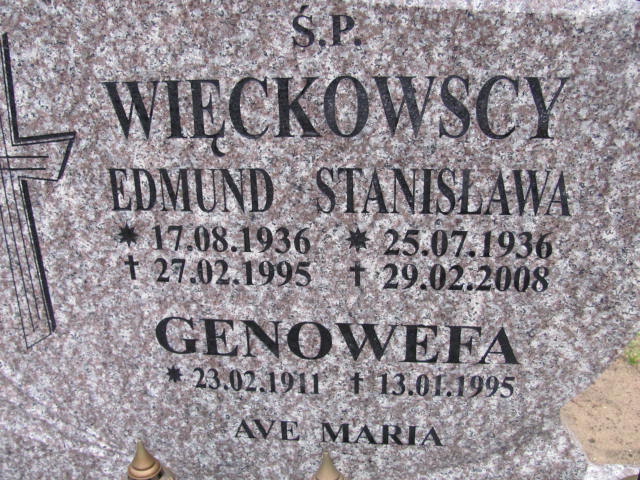 Ś.P.
WIĘCKOWSCY
EDMUND STANISŁAWA
* 17.08.1936 * 25.07.1936
† 27.02.1995 † 29.02.2008
GENOWEFA
* 23.02.1911 † 13.01.1995
AVE MARIA